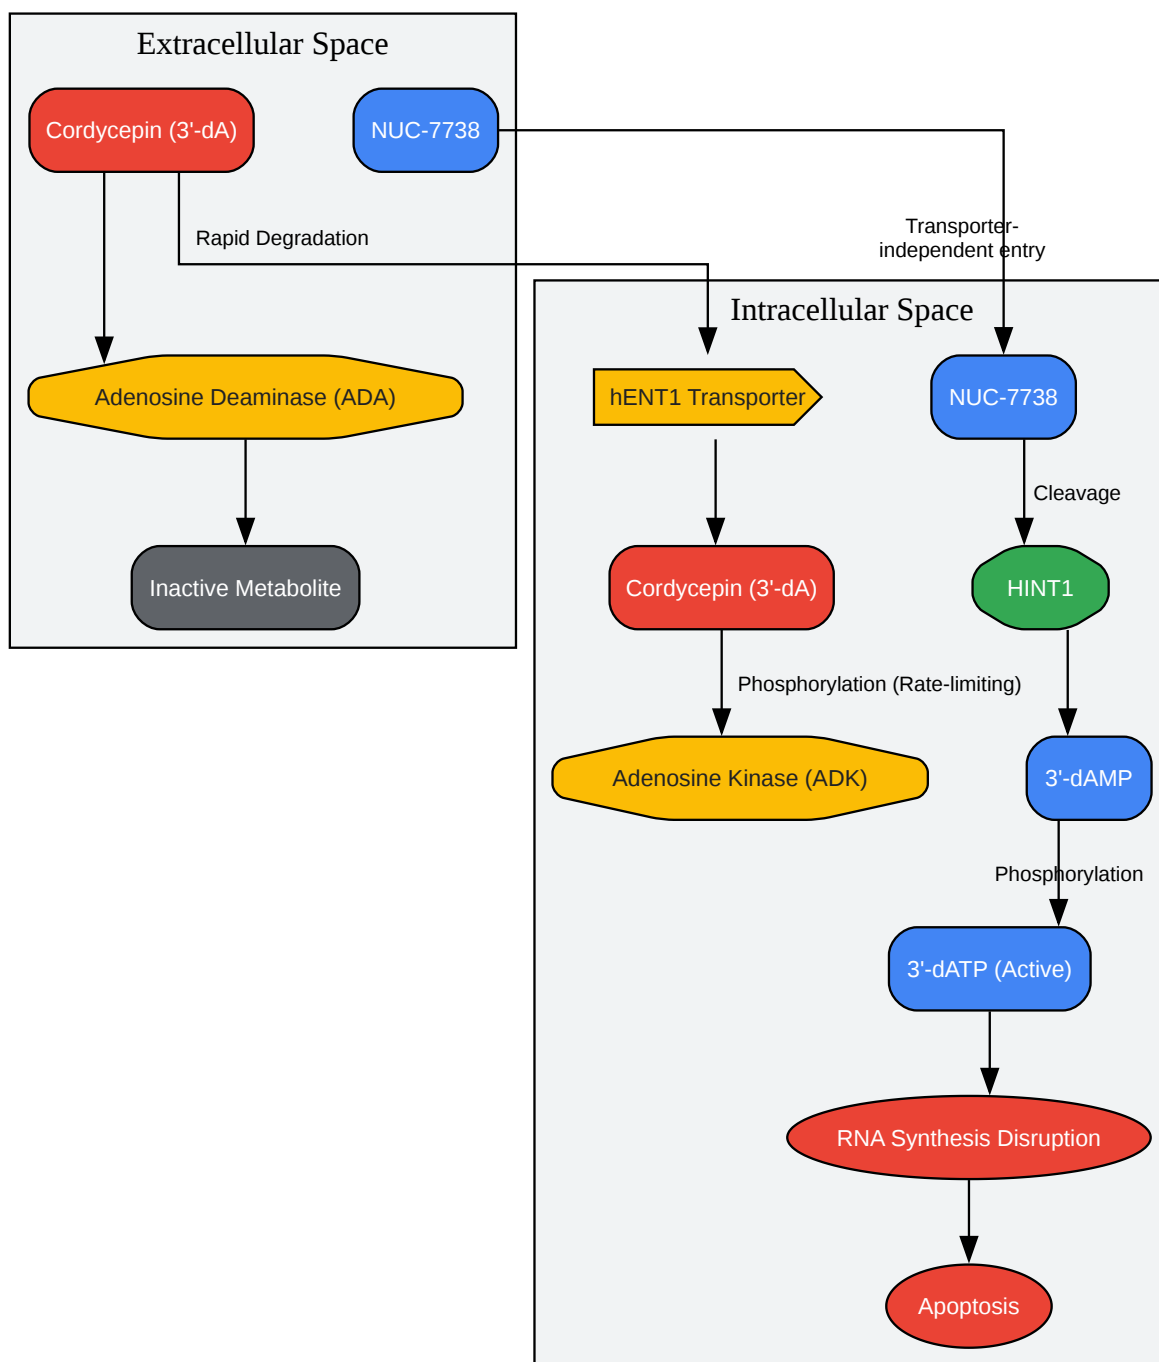 Extracellular Space
Cordycepin (3'-dA)
NUC-7738
Rapid Degradation
Transporter-
independent entry
Intracellular Space
Adenosine Deaminase (ADA)
hENT1 Transporter
NUC-7738
Cleavage
Inactive Metabolite
Cordycepin (3'-dA)
HINT1
Phosphorylation (Rate-limiting)
Adenosine Kinase (ADK)
3'-dAMP
Phosphorylation
3'-dATP (Active)
RNA Synthesis Disruption
Apoptosis